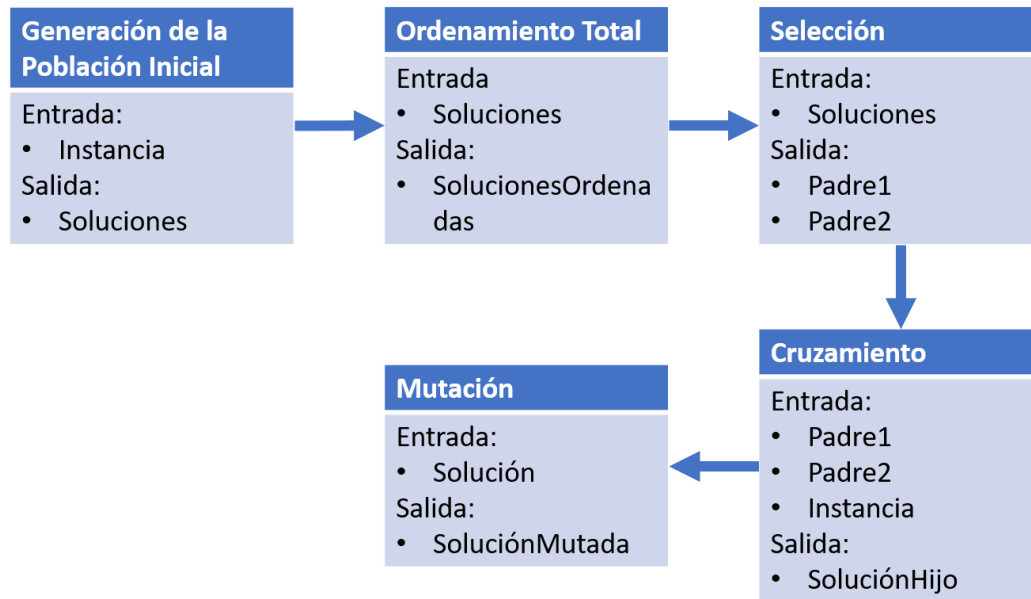 Generación de la
Población Inicial
Entrada:
• Instancia
Salida:
• Soluciones
Ordenamiento Total
Entrada
• Soluciones
Salida:
• SolucionesOrdena
das
Selección
Entrada:
• Soluciones
Salida:
• Padre1
• Padre2
Cruzamiento
Entrada:
• Padre1
• Padre2
• Instancia
Salida:
• SoluciónHijo
Mutación
Entrada:
• Solución
Salida:
• SoluciónMutada